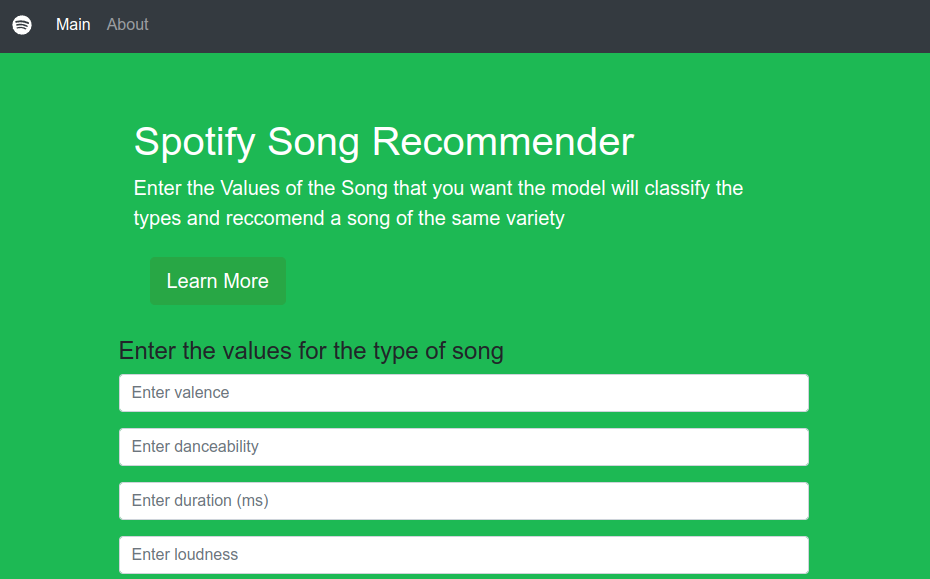 Main About
Spotify Song Recommender
Enter the Values of the Song that you want the model will classify the
types and reccomend a song of the same variety
Learn More
Enter the values for the type of song
Enter valence
Enter danceability
Enter duration (ms)
Enter loudness